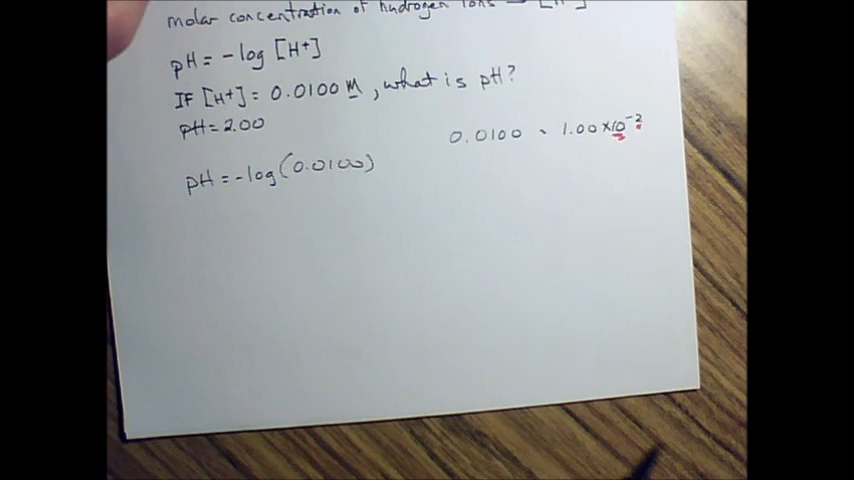 molar concentration of hydrogen ions → [H
pH = -log [H+]
IF [H+] = 0.0100 M, what is pH?
pH = 2.00
0.0100 ~ 1.00 × 10⁻²
pH = -log(0.0100)